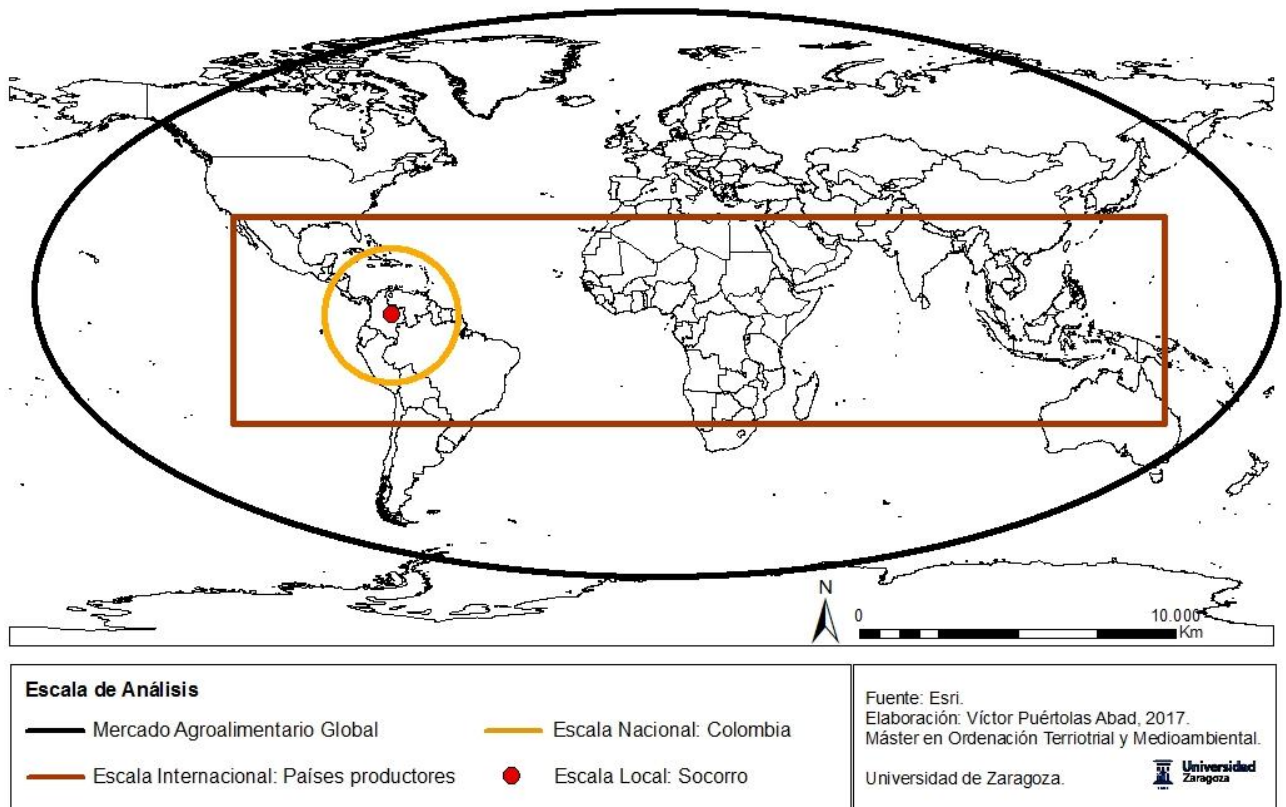 N
0 10.000
Km
Escala de Análisis
Mercado Agroalimentario Global
Escala Nacional: Colombia
Escala Internacional: Países productores
Escala Local: Socorro
Fuente: Esri.
Elaboración: Víctor Puértolas Abad, 2017.
Máster en Ordenación Terriotrial y Medioambiental.
Universidad de Zaragoza.
Universidad
Zaragoza